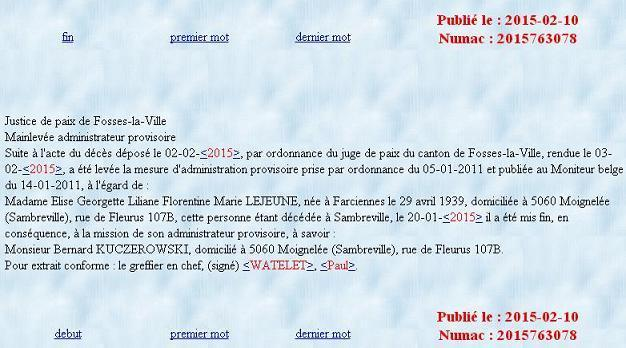 Publié le : 2015-02-10
fin premier mot dernier mot Numac : 2015763078
Justice de paix de Fosses-la-Ville
Mainlevée administrateur provisoire
Suite à l'acte du décès déposé le 02-02-<2015>, par ordonnance du juge de paix du canton de Fosses-la-Ville, rendue le 03-
02-<2015>, a été levée la mesure d'administration provisoire prise par ordonnance du 05-01-2011 et publiée au Moniteur belge
du 14-01-2011, à l'égard de :
Madame Elise Georgette Liliane Florentine Marie LEJEUNE, née à Farciennes le 29 avril 1939, domiciliée à 5060 Moignelée
(Sambreville), rue de Fleurus 107B, cette personne étant décédée à Sambreville, le 20-01-<2015> il a été mis fin, en
conséquence, à la mission de son administrateur provisoire, à savoir :
Monsieur Bernard KUCZEROWSKI, domicilié à 5060 Moignelée (Sambreville), rue de Fleurus 107B.
Pour extrait conforme : le greffier en chef, (signé) <WATELET>, <Paul>.
Publié le : 2015-02-10
debut premier mot dernier mot Numac : 2015763078